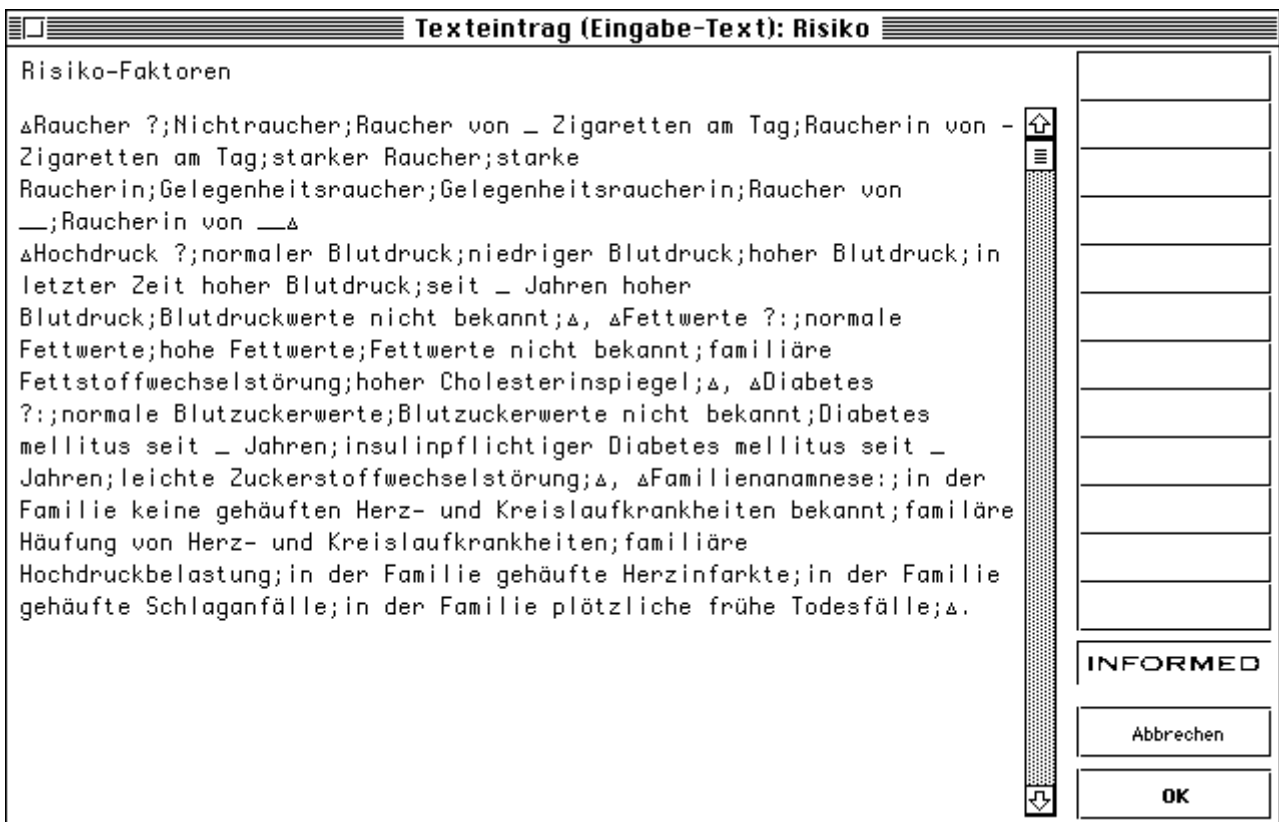 Texteintrag (Eingabe-Text): Risiko
Risiko-Faktoren
▵Raucher ?;Nichtraucher;Raucher von _ Zigaretten am Tag;Raucherin von -
Zigaretten am Tag;starker Raucher;starke
Raucherin;Gelegenheitsraucher;Gelegenheitsraucherin;Raucher von
__;Raucherin von __▵
▵Hochdruck ?;normaler Blutdruck;niedriger Blutdruck;hoher Blutdruck;in
letzter Zeit hoher Blutdruck;seit _ Jahren hoher
Blutdruck;Blutdruckwerte nicht bekannt;▵, ▵Fettwerte ?:;normale
Fettwerte;hohe Fettwerte;Fettwerte nicht bekannt;familiäre
Fettstoffwechselstörung;hoher Cholesterinspiegel;▵, ▵Diabetes
?:;normale Blutzuckerwerte;Blutzuckerwerte nicht bekannt;Diabetes
mellitus seit _ Jahren;insulinpflichtiger Diabetes mellitus seit _
Jahren;leichte Zuckerstoffwechselstörung;▵, ▵Familienanamnese:;in der
Familie keine gehäuften Herz- und Kreislaufkrankheiten bekannt;familäre
Häufung von Herz- und Kreislaufkrankheiten;familiäre
Hochdruckbelastung;in der Familie gehäufte Herzinfarkte;in der Familie
gehäufte Schlaganfälle;in der Familie plötzliche frühe Todesfälle;▵.
INFORMED
Abbrechen
OK